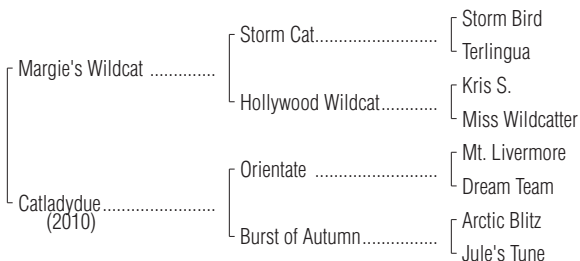 Storm Bird
Storm Cat..........................
Terlingua
Margie's Wildcat ..............
Kris S.
Hollywood Wildcat............
Miss Wildcatter
Mt. Livermore
Orientate ..........................
Dream Team
Catladydue........................
(2010)
Arctic Blitz
Burst of Autumn................
Jule's Tune